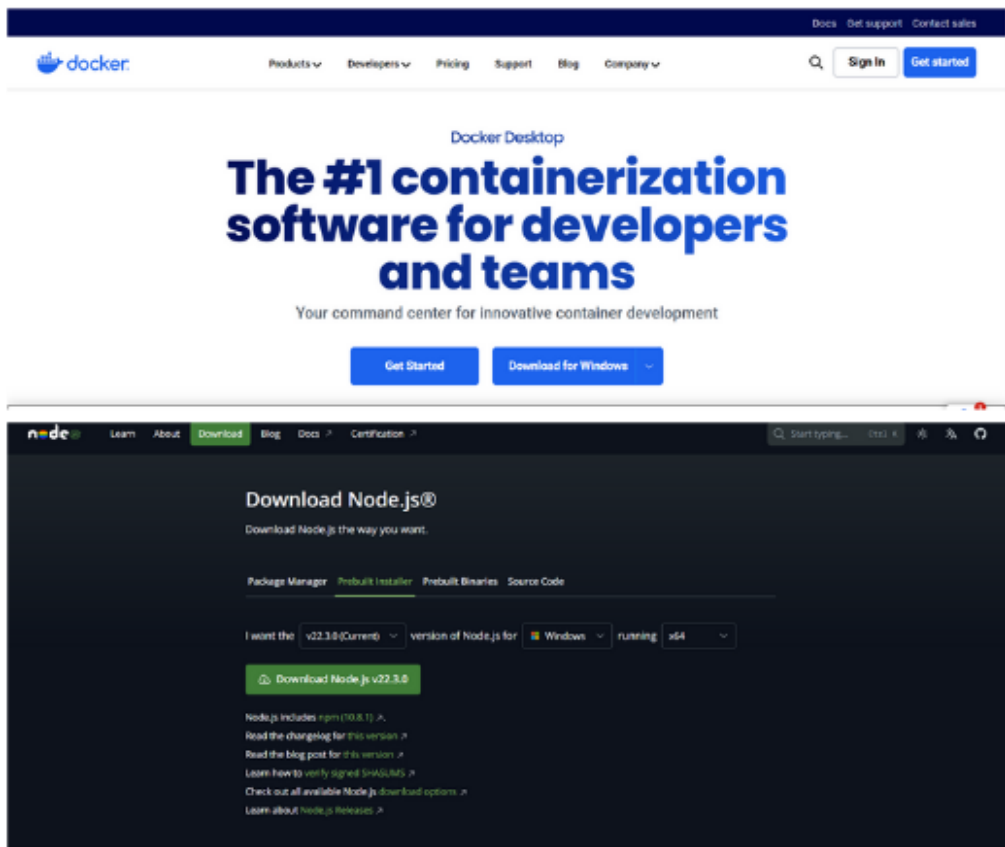 Docs Get support Contact sales
docker Products Developers Pricing Support Blog Company Sign In Get started
Docker Desktop
The #1 containerization
software for developers
and teams
Your command center for innovative container development
Get Started Download for Windows
node Learn About Download Blog Docs Certification Start typing... Ctrl K
Download Node.js®
Download Node.js the way you want.
Package Manager Prebuilt Installer Prebuilt Binaries Source Code
I want the v22.3.0 (Current) version of Node.js for Windows running x64
Download Node.js v22.3.0
Node.js includes npm (10.8.1).
Read the changelog for this version
Read the blog post for this version
Learn how to verify signed SHASUMS
Check out all available Node.js download options
Learn about Node.js Releases